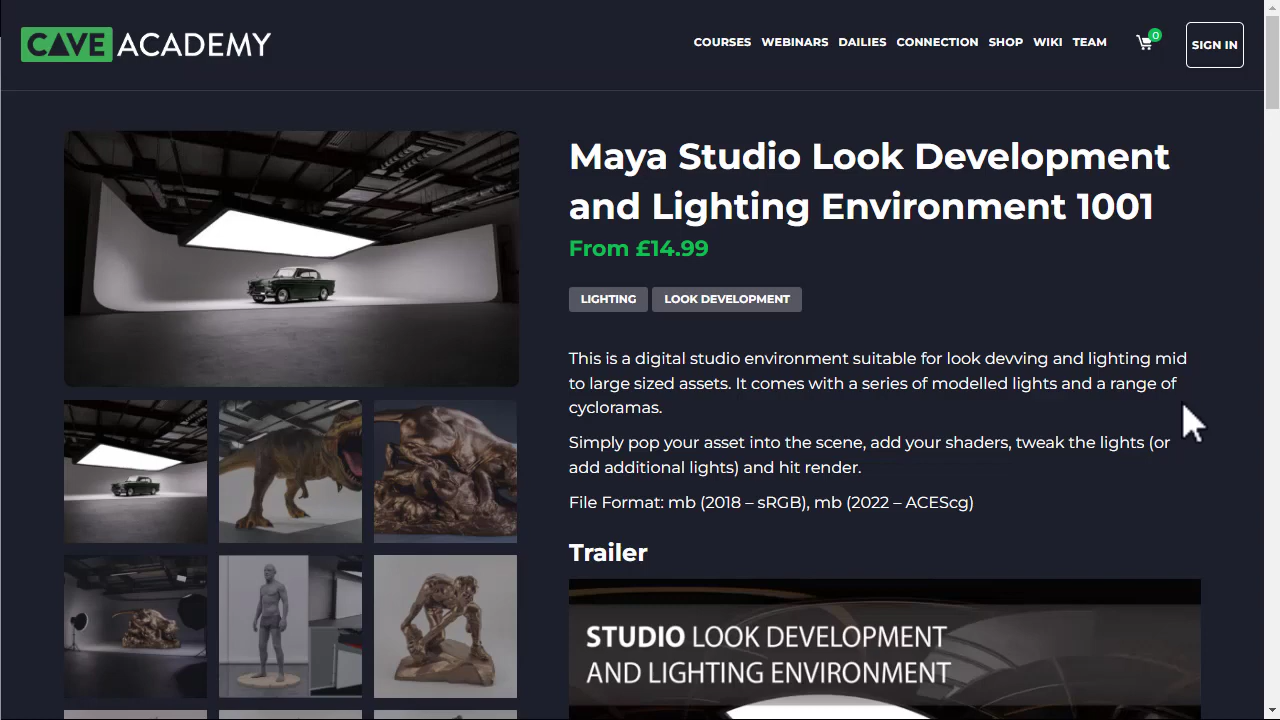 CAVE ACADEMY
COURSES WEBINARS DAILIES CONNECTION SHOP WIKI TEAM
0
SIGN IN
Maya Studio Look Development
and Lighting Environment 1001
From £14.99
LIGHTING LOOK DEVELOPMENT
This is a digital studio environment suitable for look devving and lighting mid
to large sized assets. It comes with a series of modelled lights and a range of
cycloramas.
Simply pop your asset into the scene, add your shaders, tweak the lights (or
add additional lights) and hit render.
File Format: mb (2018 – sRGB), mb (2022 – ACEScg)
Trailer
STUDIO LOOK DEVELOPMENT
AND LIGHTING ENVIRONMENT